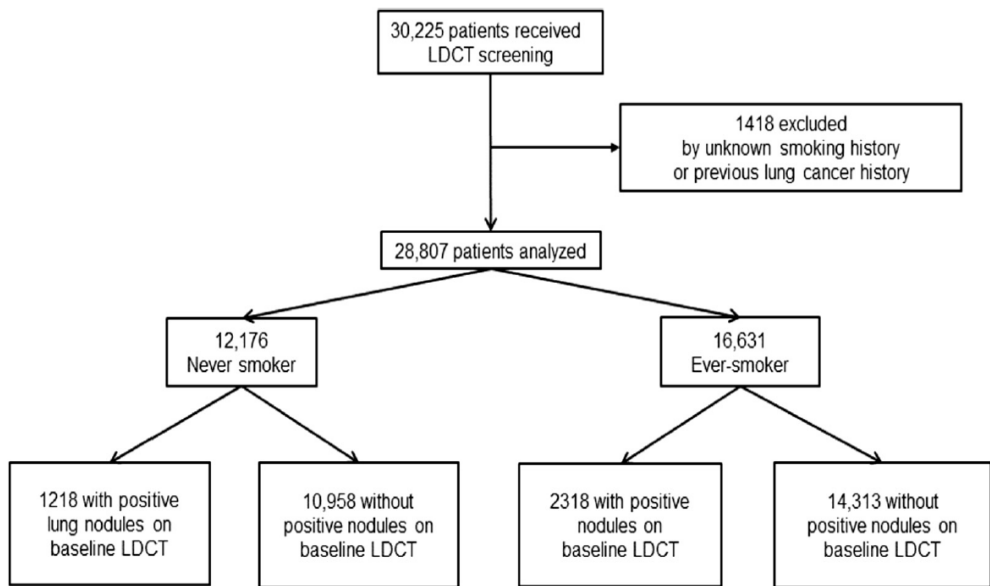 30,225 patients received
LDCT screening
1418 excluded
by unknown smoking history
or previous lung cancer history
28,807 patients analyzed
12,176
Never smoker
16,631
Ever-smoker
1218 with positive
lung nodules on
baseline LDCT
10,958 without
positive nodules on
baseline LDCT
2318 with positive
nodules on
baseline LDCT
14,313 without
positive nodules on
baseline LDCT